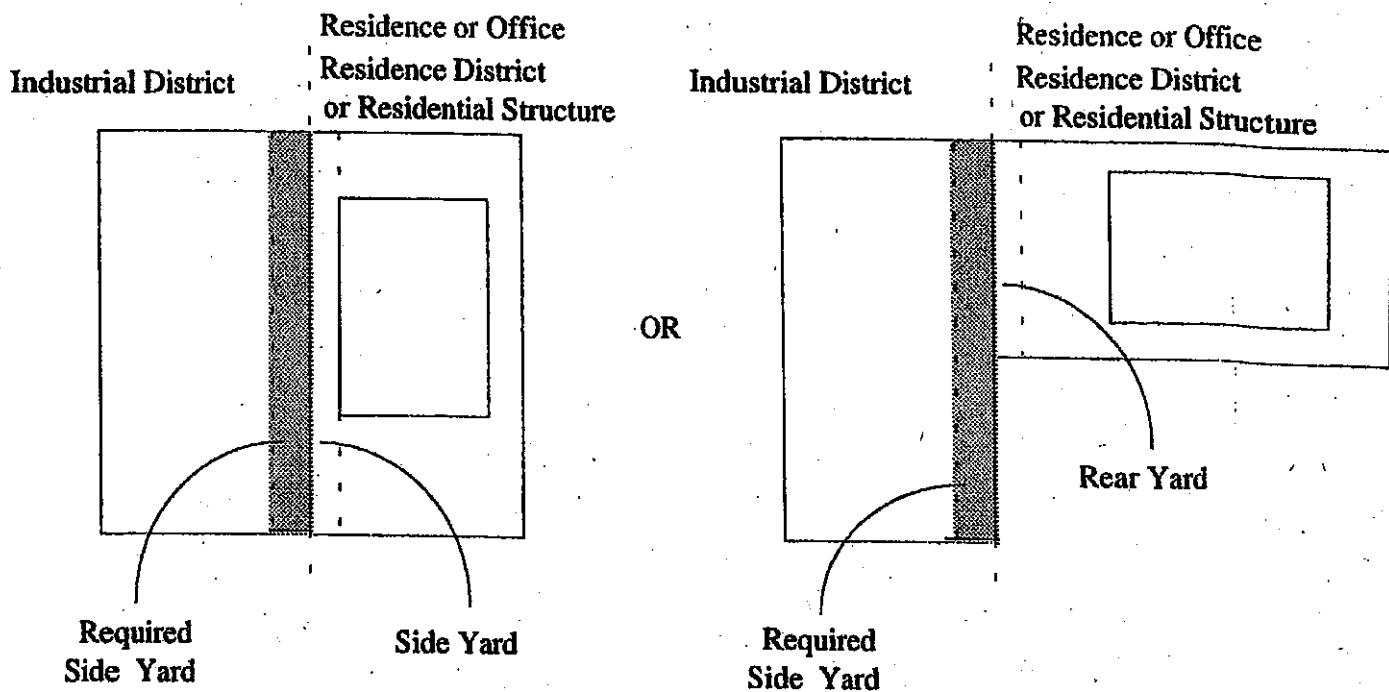 Industrial District
Residence or Office
Residence District
or Residential Structure
Required
Side Yard
Side Yard
OR
Industrial District
Residence or Office
Residence District
or Residential Structure
Required
Side Yard
Rear Yard